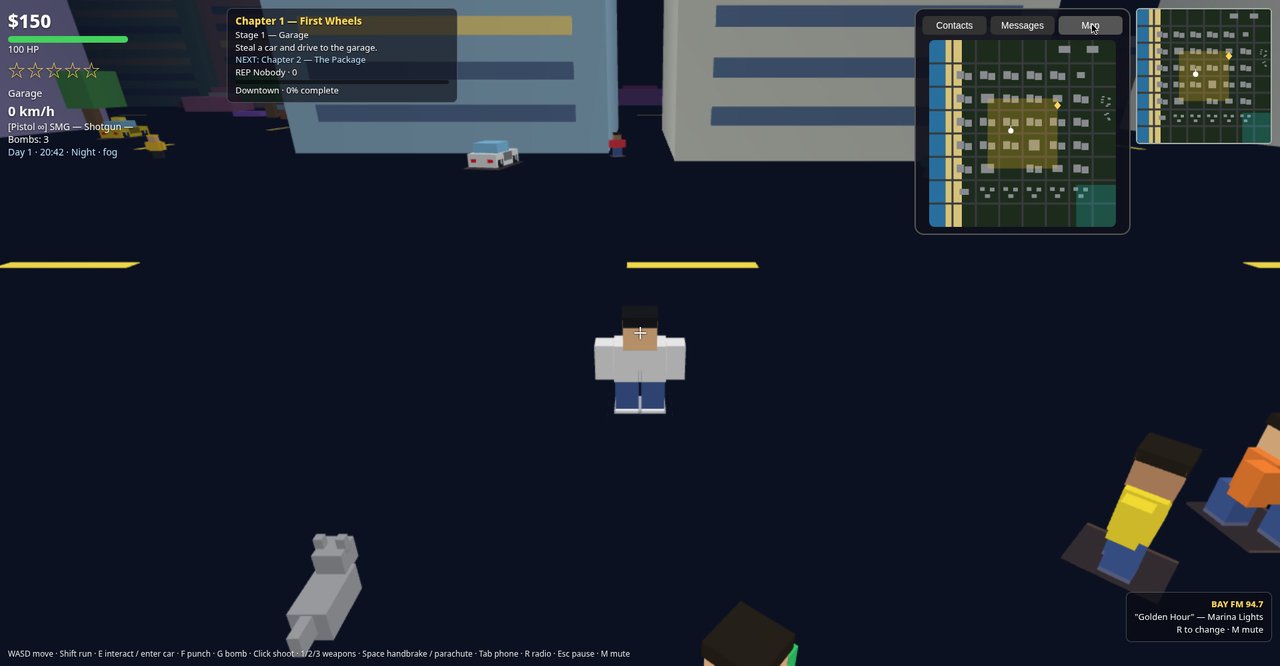 $150
100 HP
☆☆☆☆☆
Garage
0 km/h
[Pistol ∞] SMG — Shotgun —
Bombs: 3
Day 1 · 20:42 · Night · fog
Chapter 1 — First Wheels
Stage 1 — Garage
Steal a car and drive to the garage.
NEXT: Chapter 2 — The Package
REP Nobody · 0
Downtown · 0% complete
Contacts
Messages
Map
BAY FM 94.7
"Golden Hour" — Marina Lights
R to change · M mute
WASD move · Shift run · E interact / enter car · F punch · G bomb · Click shoot · 1/2/3 weapons · Space handbrake / parachute · Tab phone · R radio · Esc pause · M mute